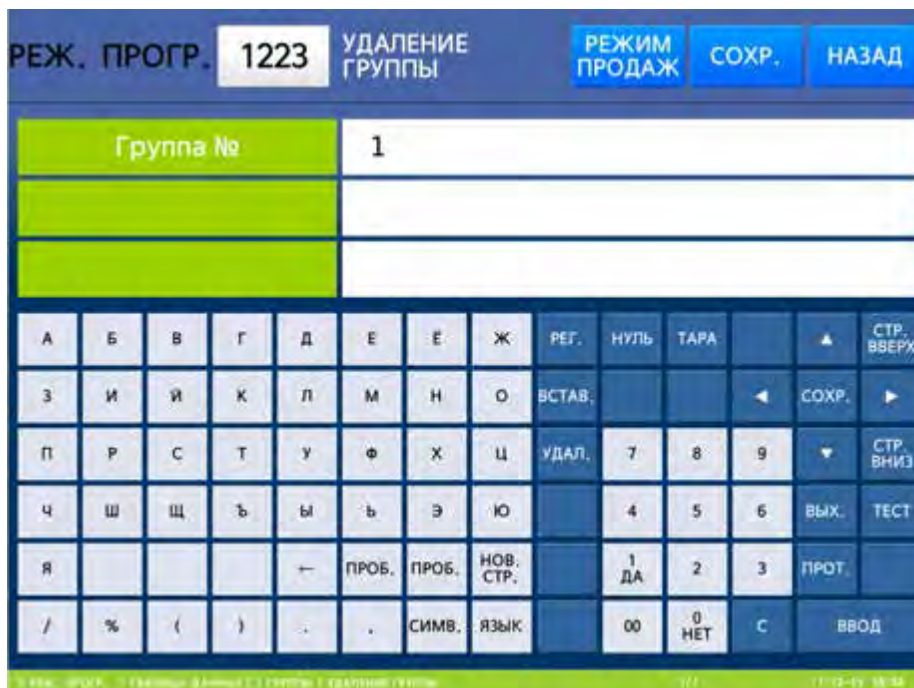 РЕЖ. ПРОГР. 1223 УДАЛЕНИЕ ГРУППЫ РЕЖИМ ПРОДАЖ СОХР. НАЗАД
Группа № 1
А Б В Г Д Е Ё Ж РЕГ. НУЛЬ ТАРА ▲ СТР. ВВЕРХ
З И Й К Л М Н О ВСТАВ. ◄ СОХР. ►
П Р С Т У Ф Х Ц УДАЛ. 7 8 9 ▼ СТР. ВНИЗ
Ч Ш Щ Ъ Ы Ь Э Ю 4 5 6 ВЫХ. ТЕСТ
Я ← ПРОБ. ПРОБ. НОВ. СТР. 1 ДА 2 3 ПРОТ.
/ % ( ) . , СИМВ. ЯЗЫК 00 0 НЕТ С ВВОД